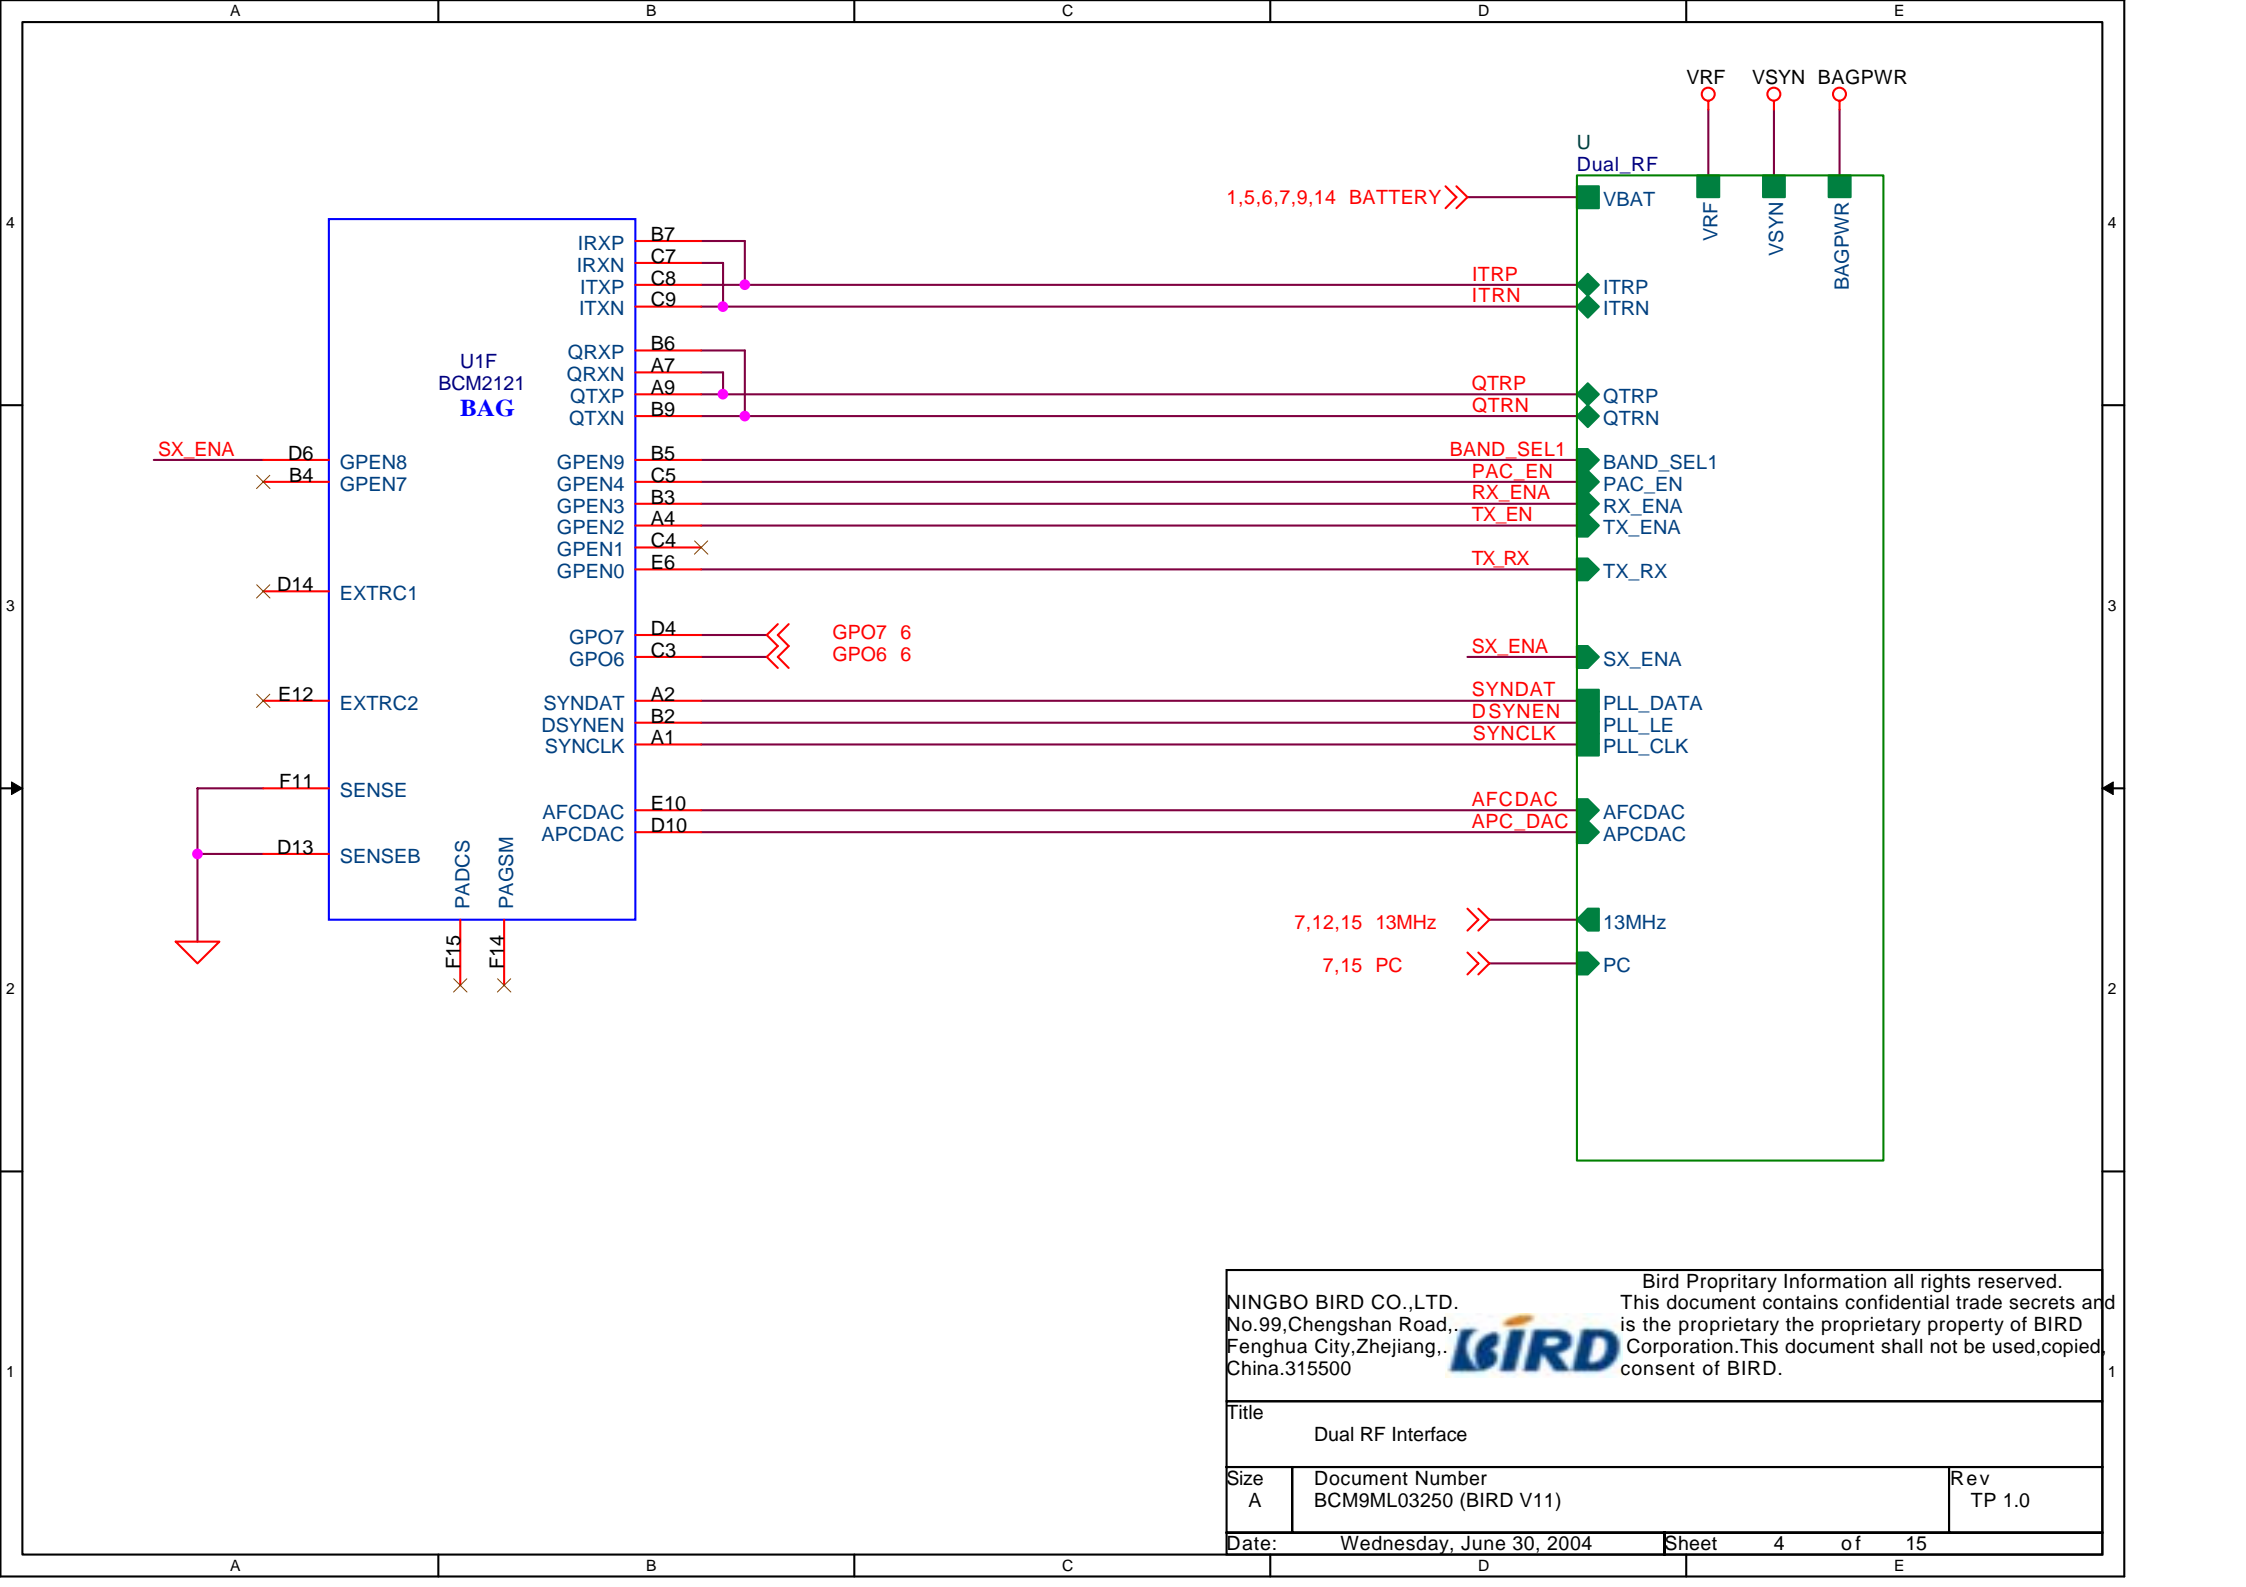 A B C D E
VRF VSYN BAGPWR
U
Dual_RF
1,5,6,7,9,14 BATTERY VBAT
VRF VSYN BAGPWR
4 4
IRXP B7
IRXN C7
ITXP C8 ITRP ITRP
ITXN C9 ITRN ITRN
QRXP B6
QRXN A7
QTXP A9 QTRP QTRP
QTXN B9 QTRN QTRN
U1F
BCM2121
BAG
SX_ENA D6 GPEN8
B4 GPEN7
GPEN9 B5 BAND_SEL1 BAND_SEL1
GPEN4 C5 PAC_EN PAC_EN
GPEN3 B3 RX_ENA RX_ENA
GPEN2 A4 TX_EN TX_ENA
GPEN1 C4
GPEN0 E6 TX_RX TX_RX
D14 EXTRC1
3 3
GPO7 D4 GPO7 6
GPO6 C3 GPO6 6
SX_ENA SX_ENA
E12 EXTRC2
SYNDAT A2 SYNDAT PLL_DATA
DSYNEN B2 DSYNEN PLL_LE
SYNCLK A1 SYNCLK PLL_CLK
F11 SENSE
AFCDAC E10 AFCDAC AFCDAC
APCDAC D10 APC_DAC APCDAC
D13 SENSEB
PADCS PAGSM
F15 F14
7,12,15 13MHz 13MHz
7,15 PC PC
2 2
NINGBO BIRD CO.,LTD.
No.99,Chengshan Road,.
Fenghua City,Zhejiang,.
China.315500
BIRD
Bird Propritary Information all rights reserved.
This document contains confidential trade secrets and
is the proprietary the proprietary property of BIRD
Corporation.This document shall not be used,copied,
consent of BIRD.
1 1
Title
Dual RF Interface
Size
A
Document Number
BCM9ML03250 (BIRD V11)
Rev
TP 1.0
Date: Wednesday, June 30, 2004 Sheet 4 of 15
A B C D E